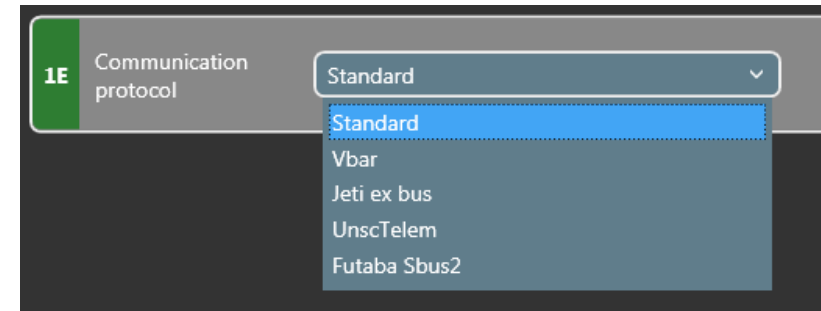 1E
Communication
protocol
Standard
Standard
Vbar
Jeti ex bus
UnscTelem
Futaba Sbus2